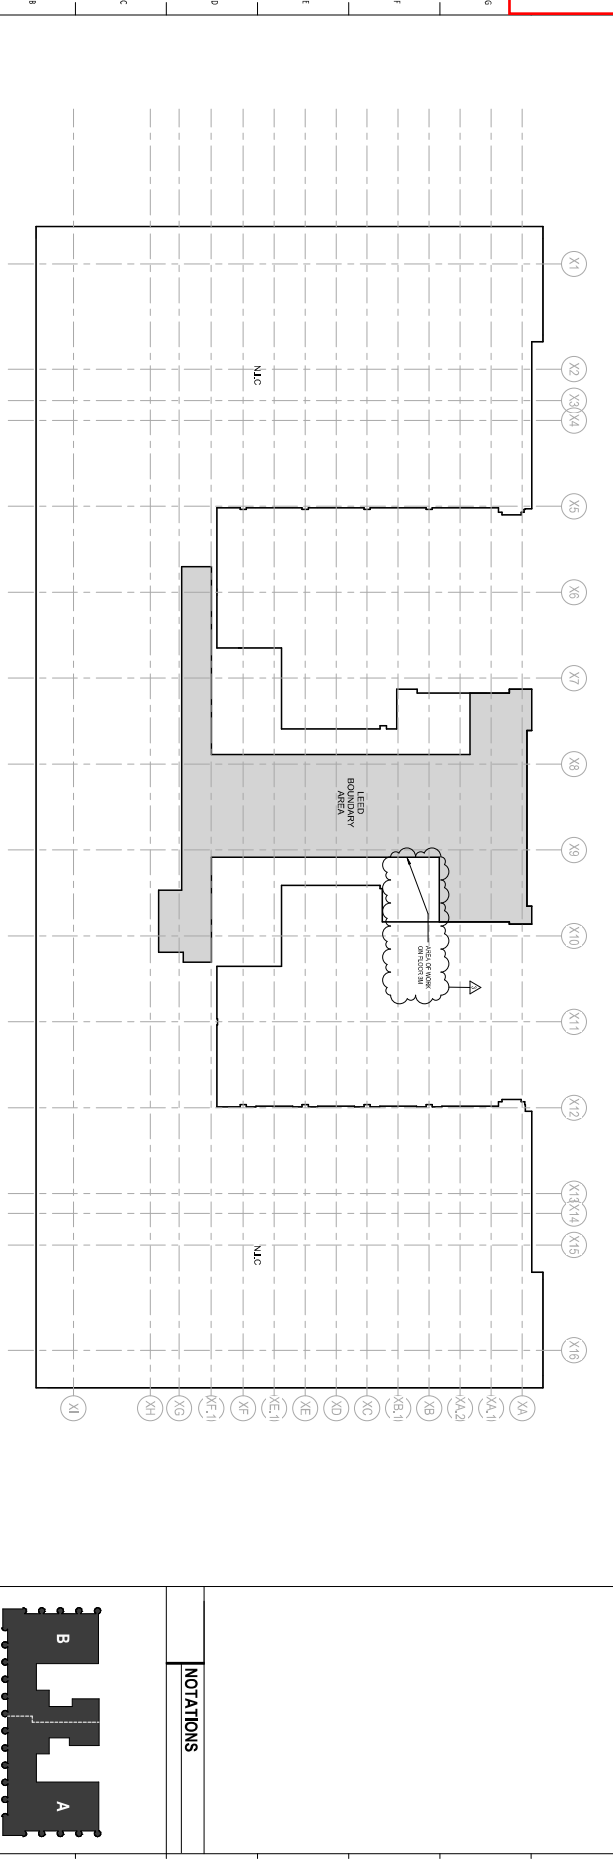 B
C
D
E
F
G
X1
X2
X3
X4
X5
X6
X7
X8
X9
X10
X11
X12
X13
X14
X15
X16
N.I.C
LEED
BOUNDARY
AREA
AREA OF WORK
ON FLOOR 3M
N.I.C
XI
XH
XG
XF.1
XF
XE.1
XE
XD
XC
XB.1
XB
XA.2
XA.1
XA
NOTATIONS
B
A